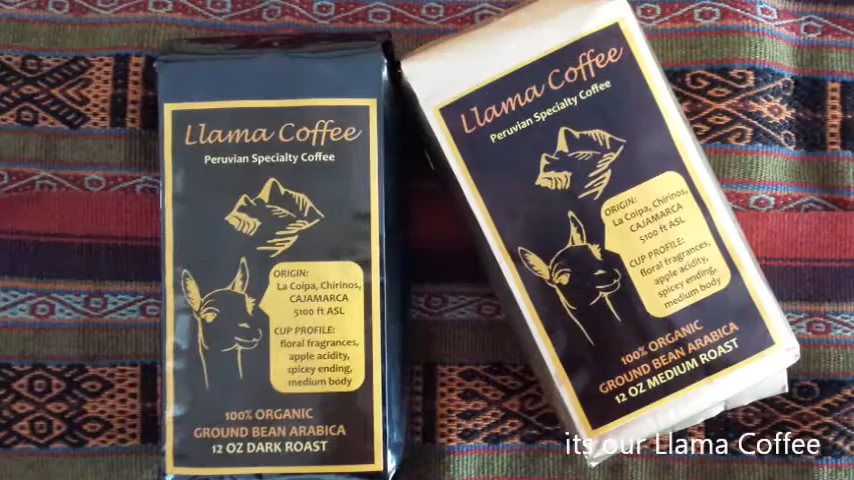 Llama Coffee
Peruvian Specialty Coffee
ORIGIN:
La Coipa, Chirinos,
CAJAMARCA
5100 ft ASL
CUP PROFILE:
floral fragrances,
apple acidity,
spicey ending,
medium body
100% ORGANIC
GROUND BEAN ARABICA
12 OZ DARK ROAST
Llama Coffee
Peruvian Specialty Coffee
ORIGIN:
La Coipa, Chirinos,
CAJAMARCA
5100 ft ASL
CUP PROFILE:
floral fragrances,
apple acidity,
spicey ending,
medium body
100% ORGANIC
GROUND BEAN ARABICA
12 OZ MEDIUM ROAST
its our Llama Coffee